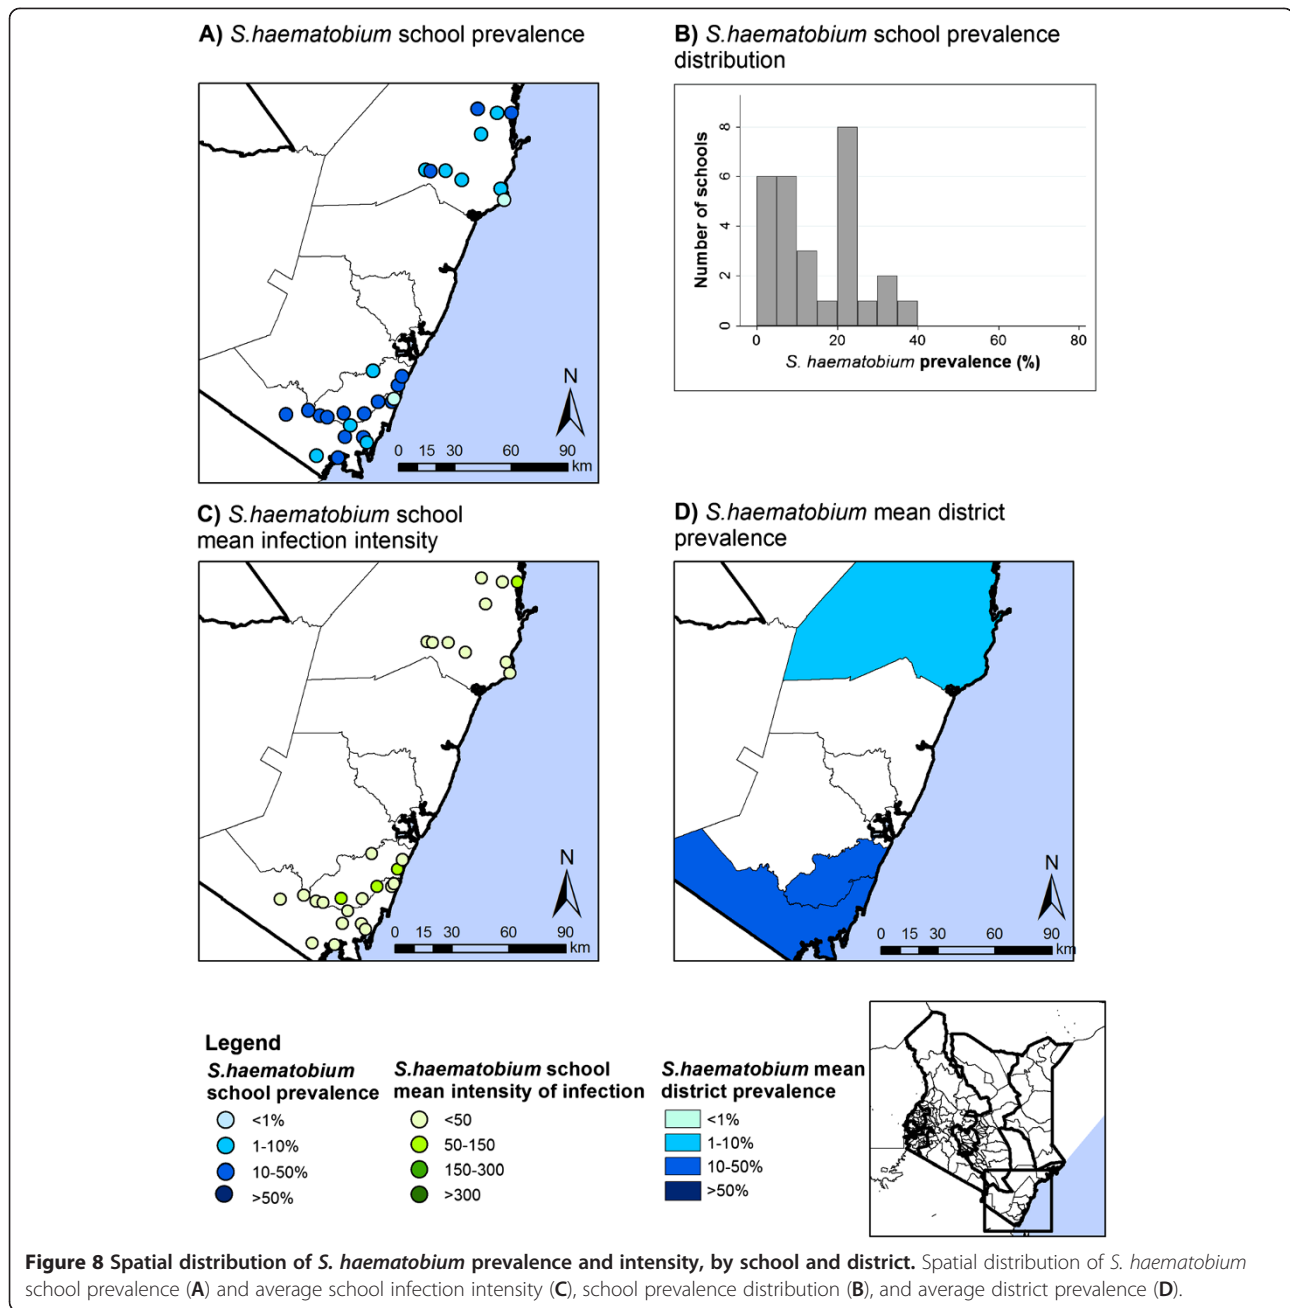 A) S.haematobium school prevalence
B) S.haematobium school prevalence
distribution
N
0 15 30 60 90
km
Number of schools
8
6
4
2
0
0 20 40 60 80
S. haematobium prevalence (%)
C) S.haematobium school
mean infection intensity
D) S.haematobium mean district
prevalence
N
0 15 30 60 90
km
N
0 15 30 60 90
km
Legend
S.haematobium
school prevalence
<1%
1-10%
10-50%
>50%
S.haematobium school
mean intensity of infection
<50
50-150
150-300
>300
S.haematobium mean
district prevalence
<1%
1-10%
10-50%
>50%
Figure 8 Spatial distribution of S. haematobium prevalence and intensity, by school and district. Spatial distribution of S. haematobium
school prevalence (A) and average school infection intensity (C), school prevalence distribution (B), and average district prevalence (D).